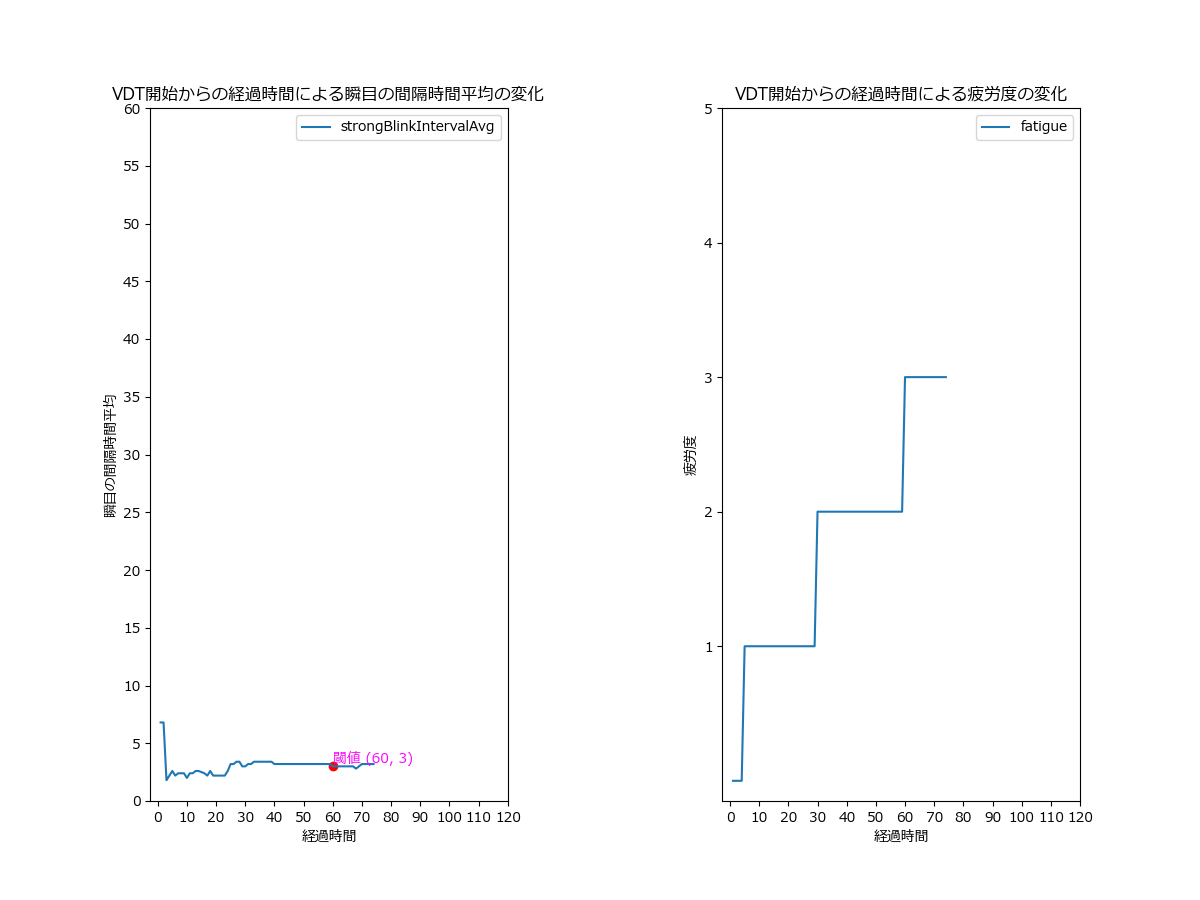 VDT開始からの経過時間による瞬目の間隔時間平均の変化
strongBlinkIntervalAvg
瞬目の間隔時間平均
60
55
50
45
40
35
30
25
20
15
10
5
0
閾値 (60, 3)
0 10 20 30 40 50 60 70 80 90 100 110 120
経過時間
VDT開始からの経過時間による疲労度の変化
fatigue
疲労度
5
4
3
2
1
0 10 20 30 40 50 60 70 80 90 100 110 120
経過時間